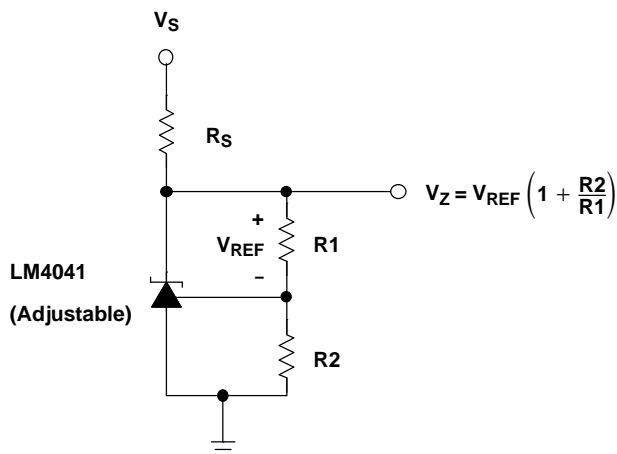 VS
RS
VZ = VREF (1 + R2/R1)
+
VREF
R1
–
LM4041
(Adjustable)
R2